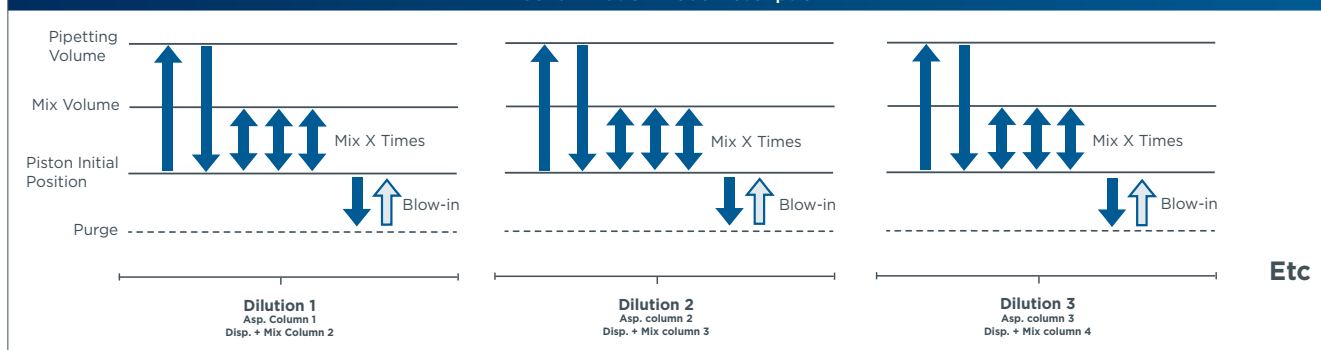 Pipetting
Volume
Mix Volume
Mix X Times
Piston Initial
Position
Blow-in
Purge
Dilution 1
Asp. Column 1
Disp. + Mix Column 2
Mix X Times
Blow-in
Dilution 2
Asp. column 2
Disp. + Mix column 3
Mix X Times
Blow-in
Dilution 3
Asp. column 3
Disp. + Mix column 4
Etc